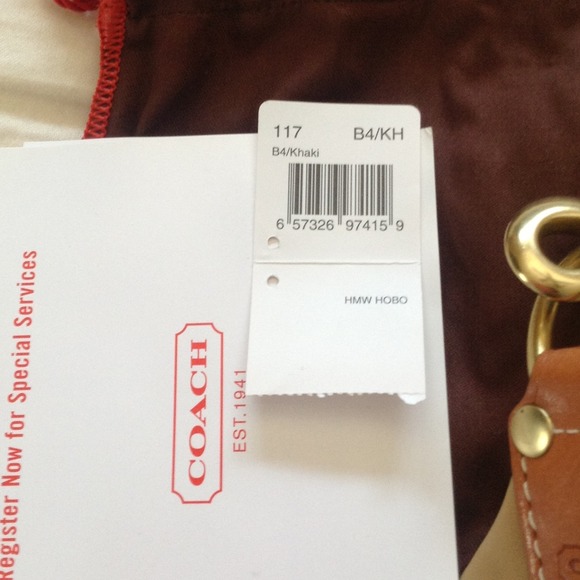 117 B4/KH
B4/Khaki
6 57326 97415 9
HMW HOBO
Register Now for Special Services
COACH
EST.1941